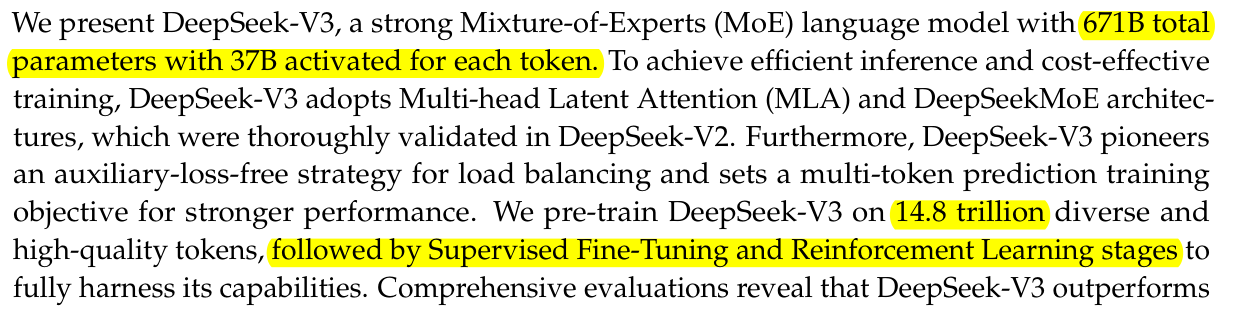 We present DeepSeek-V3, a strong Mixture-of-Experts (MoE) language model with 671B total
parameters with 37B activated for each token. To achieve efficient inference and cost-effective
training, DeepSeek-V3 adopts Multi-head Latent Attention (MLA) and DeepSeekMoE architec-
tures, which were thoroughly validated in DeepSeek-V2. Furthermore, DeepSeek-V3 pioneers
an auxiliary-loss-free strategy for load balancing and sets a multi-token prediction training
objective for stronger performance. We pre-train DeepSeek-V3 on 14.8 trillion diverse and
high-quality tokens, followed by Supervised Fine-Tuning and Reinforcement Learning stages to
fully harness its capabilities. Comprehensive evaluations reveal that DeepSeek-V3 outperforms